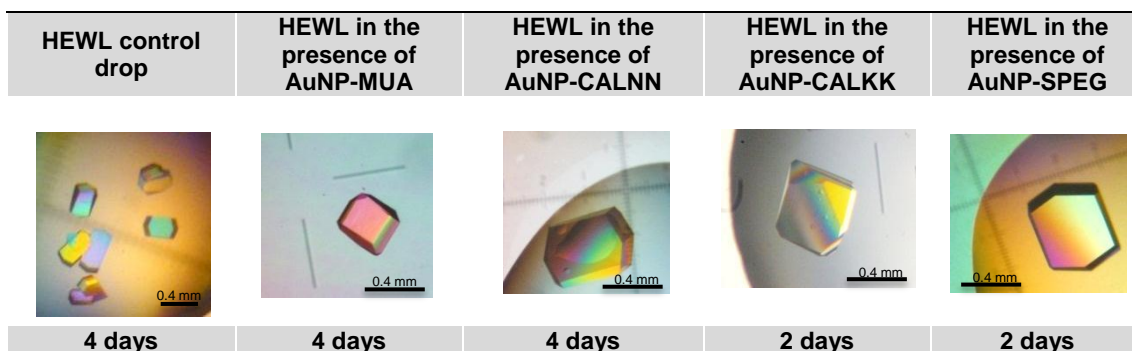 HEWL control
drop
HEWL in the
presence of
AuNP-MUA
HEWL in the
presence of
AuNP-CALNN
HEWL in the
presence of
AuNP-CALKK
HEWL in the
presence of
AuNP-SPEG
0.4 mm
0.4 mm
0.4 mm
0.4 mm
0.4 mm
4 days
4 days
4 days
2 days
2 days